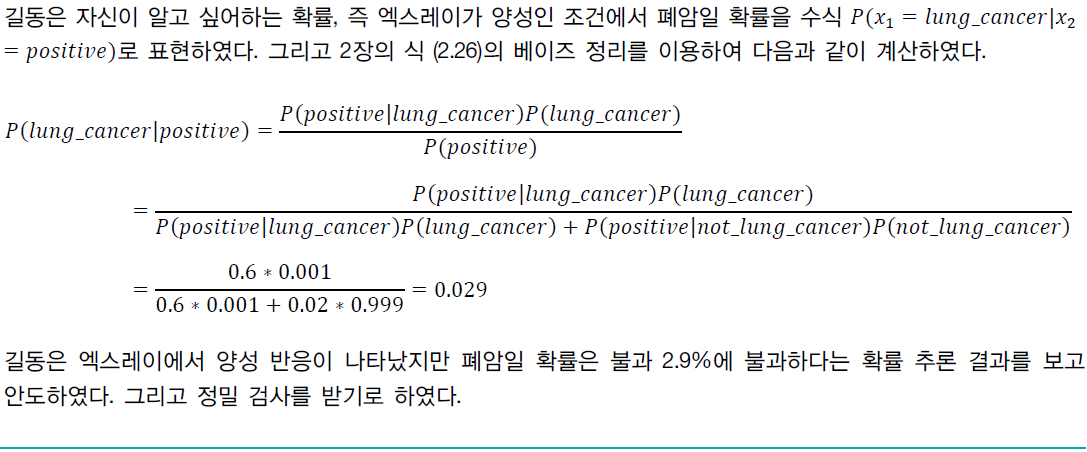 길동은 자신이 알고 싶어하는 확률, 즉 엑스레이가 양성인 조건에서 폐암일 확률을 수식 P(x₁ = lung_cancer|x₂
= positive)로 표현하였다. 그리고 2장의 식 (2.26)의 베이즈 정리를 이용하여 다음과 같이 계산하였다.
P(lung_cancer|positive) = P(positive|lung_cancer)P(lung_cancer)
P(positive)
= P(positive|lung_cancer)P(lung_cancer)
P(positive|lung_cancer)P(lung_cancer) + P(positive|not_lung_cancer)P(not_lung_cancer)
= 0.6 ∗ 0.001
0.6 ∗ 0.001 + 0.02 ∗ 0.999 = 0.029
길동은 엑스레이에서 양성 반응이 나타났지만 폐암일 확률은 불과 2.9%에 불과하다는 확률 추론 결과를 보고
안도하였다. 그리고 정밀 검사를 받기로 하였다.